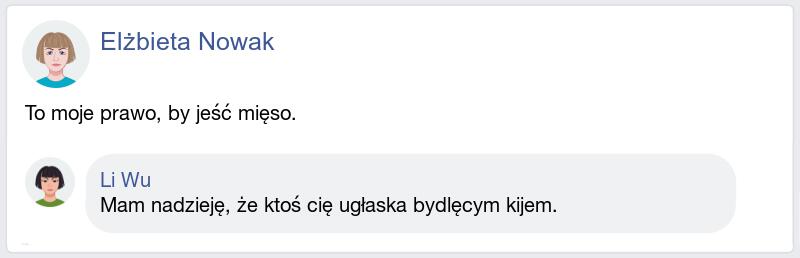 Elżbieta Nowak
To moje prawo, by jeść mięso.
Li Wu
Mam nadzieję, że ktoś cię ugłaska bydlęcym kijem.